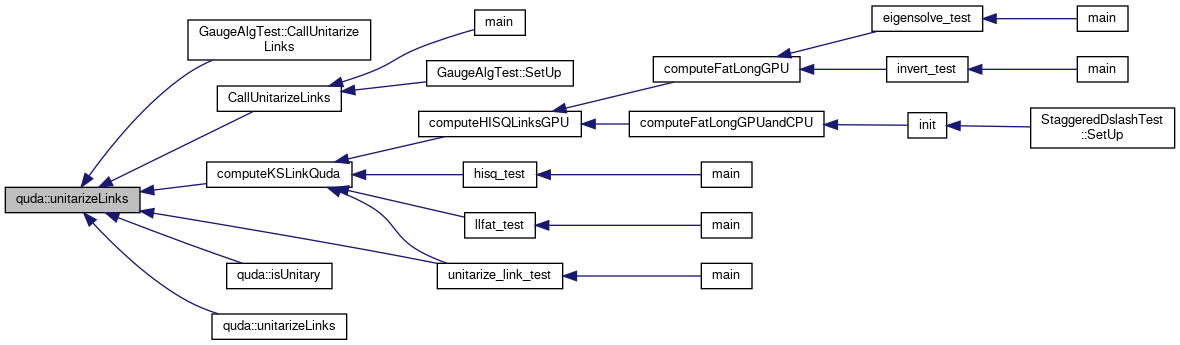 quda::unitarizeLinks
GaugeAlgTest::CallUnitarize
Links
CallUnitarizeLinks
main
GaugeAlgTest::SetUp
computeKSLinkQuda
computeHISQLinksGPU
computeFatLongGPU
eigensolve_test
main
invert_test
main
computeFatLongGPUandCPU
init
StaggeredDslashTest
::SetUp
hisq_test
main
llfat_test
main
unitarize_link_test
main
quda::isUnitary
quda::unitarizeLinks